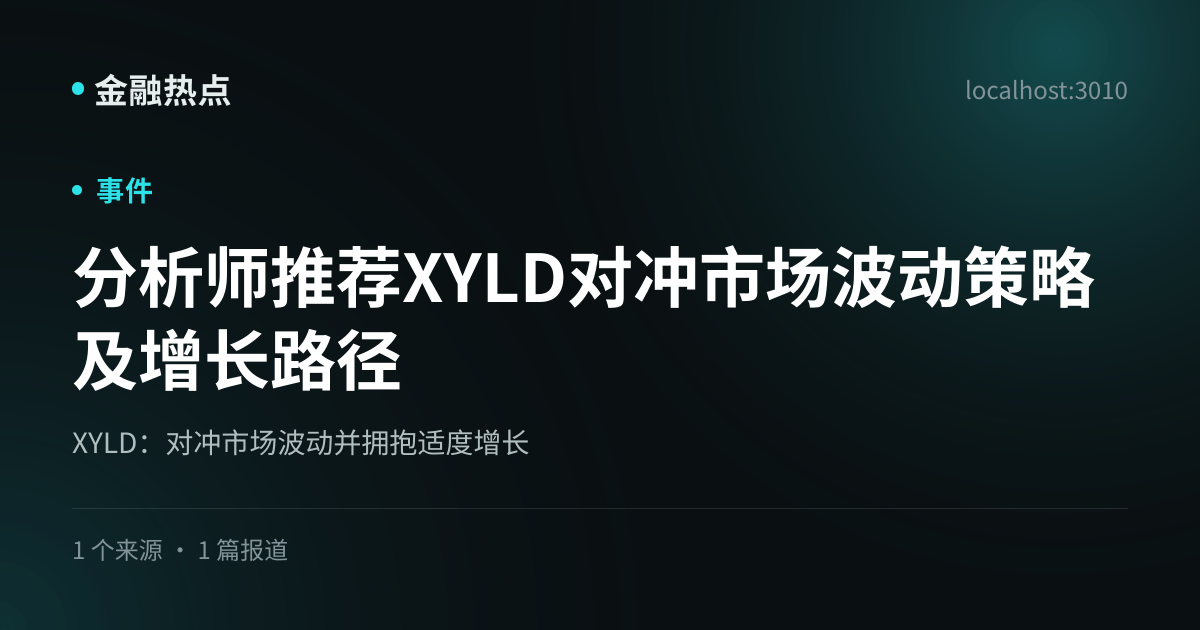 金融热点
localhost:3010
事件
分析师推荐XYLD对冲市场波动策略
及增长路径
XYLD：对冲市场波动并拥抱适度增长
1 个来源 · 1 篇报道